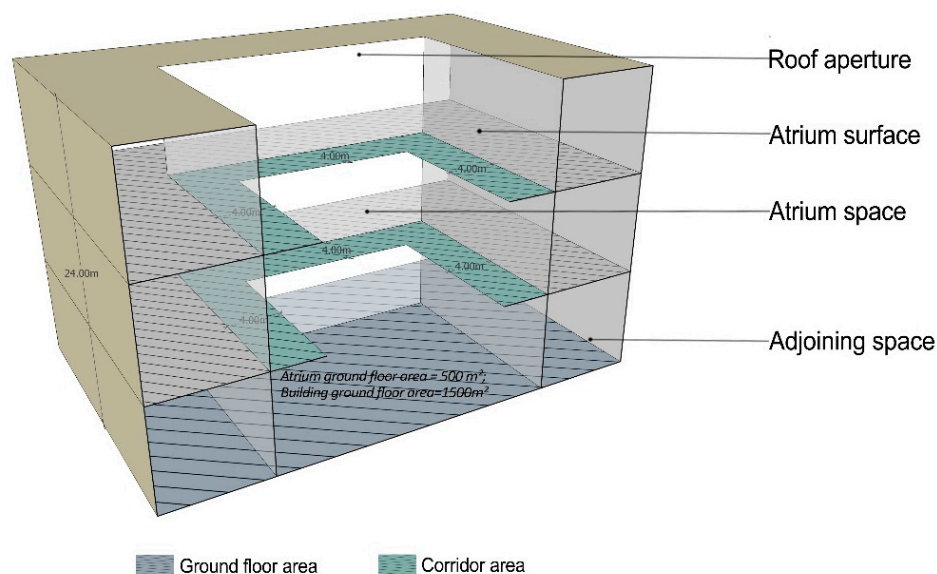 Roof aperture
4.00m
4.00m
Atrium surface
4.00m
Atrium space
4.00m
4.00m
24.00m
4.00m
Adjoining space
Atrium ground floor area = 500 m²;
Building ground floor area=1500m²
Ground floor area
Corridor area